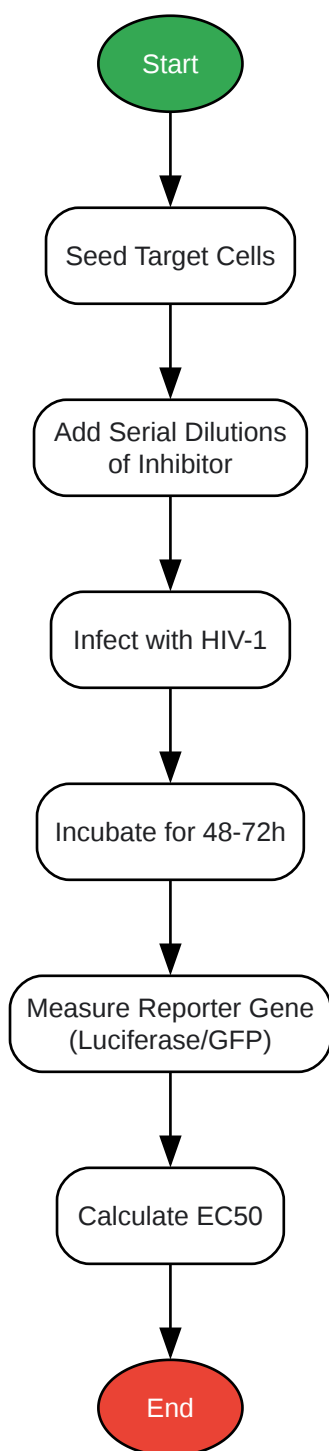 Start
Seed Target Cells
Add Serial Dilutions
of Inhibitor
Infect with HIV-1
Incubate for 48-72h
Measure Reporter Gene
(Luciferase/GFP)
Calculate EC50
End